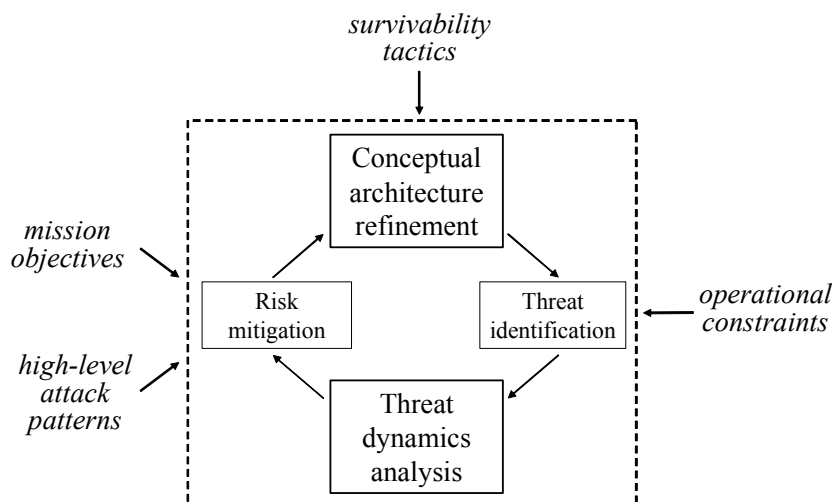 survivability
tactics
Conceptual
architecture
refinement
mission
objectives
Risk
mitigation
Threat
identification
operational
constraints
high-level
attack
patterns
Threat
dynamics
analysis